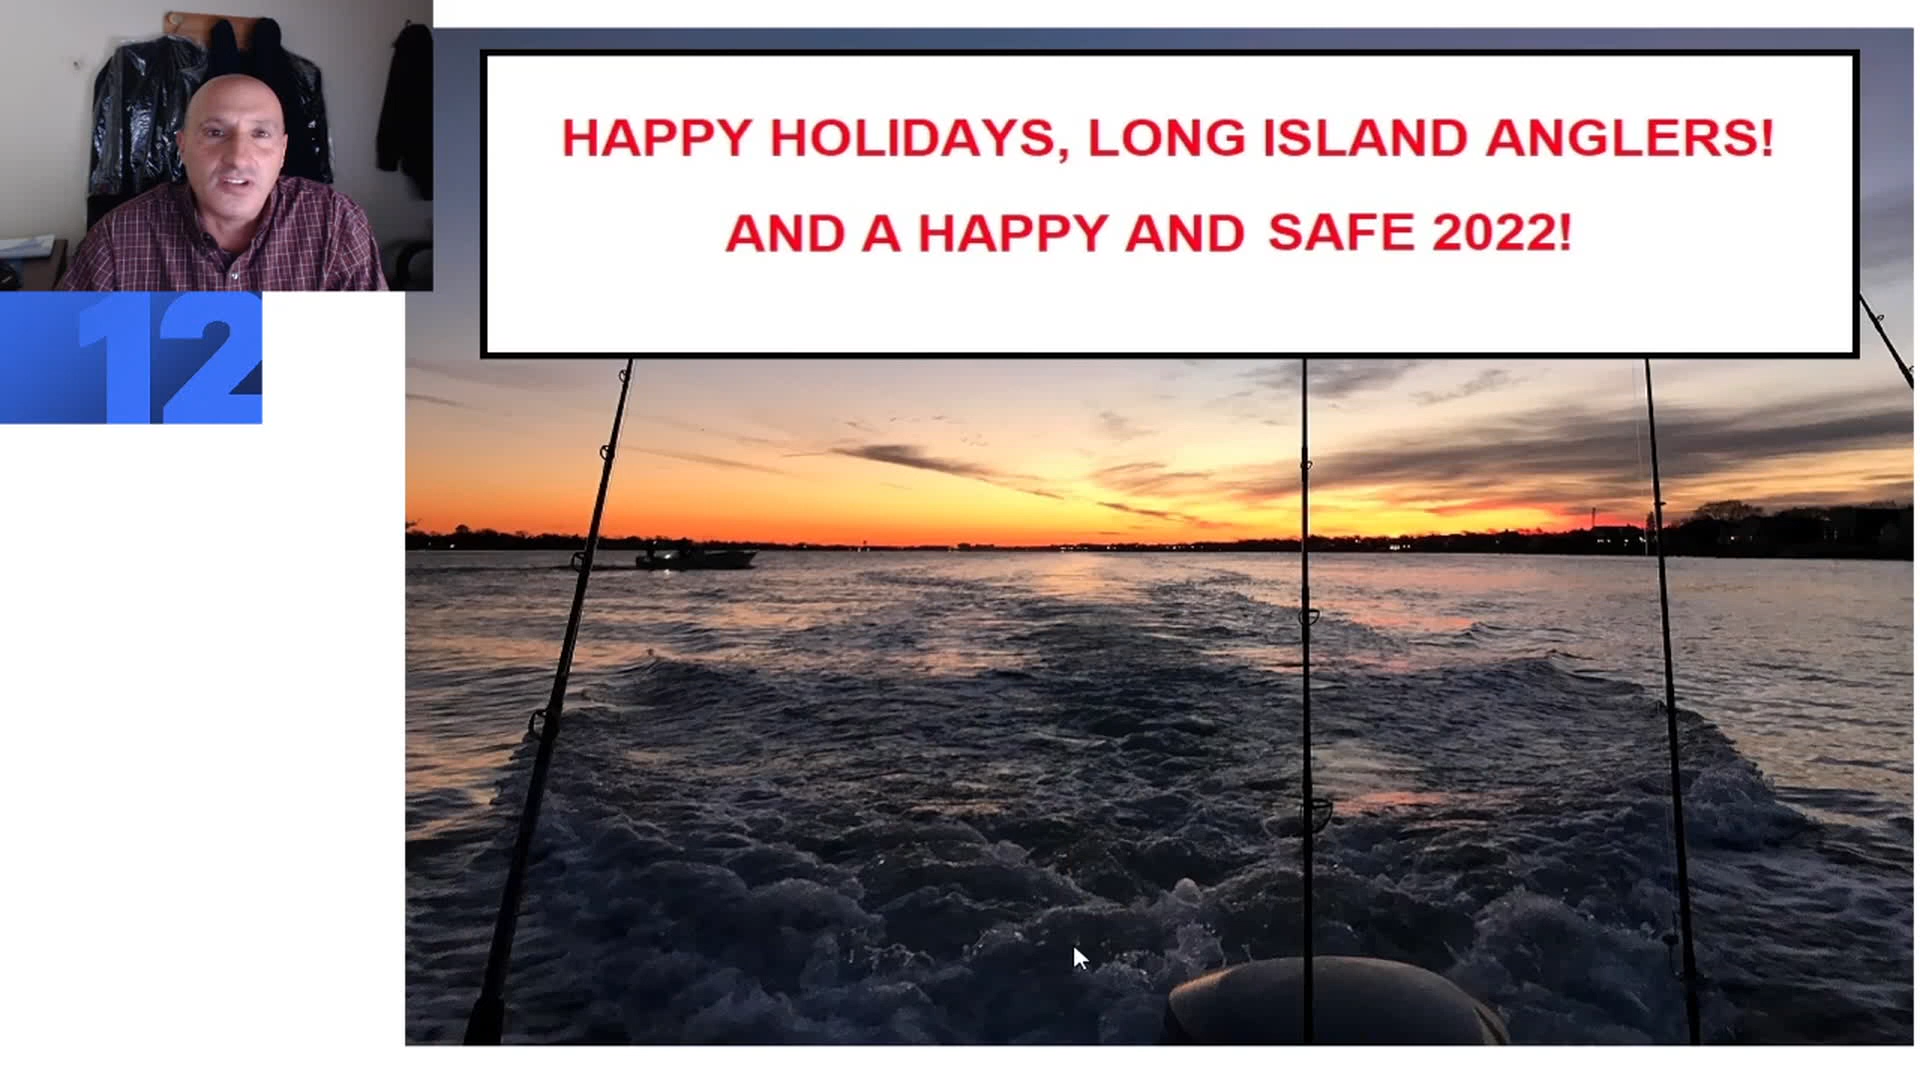 HAPPY HOLIDAYS, LONG ISLAND ANGLERS!
AND A HAPPY AND SAFE 2022!
12